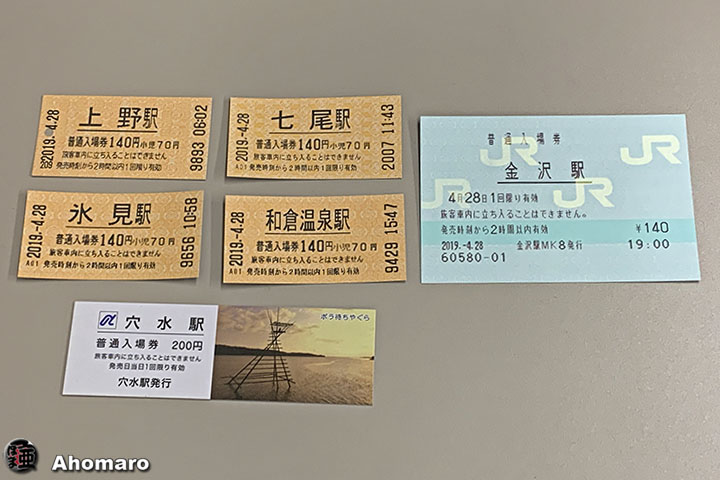 上野駅
普通入場券 140円 小児70円
旅客車内に立ち入ることはできません
発売時刻から2時間以内1回限り有効
2019.-4.28
9893 06:02
七尾駅
普通入場券 140円 小児70円
旅客車内に立ち入ることはできません
A01 発売時刻から2時間以内1回限り有効
2019.-4.28
2007 11:43
氷見駅
普通入場券 140円 小児70円
旅客車内に立ち入ることはできません
A01 発売時刻から2時間以内1回限り有効
2019.-4.28
9656 10:58
和倉温泉駅
普通入場券 140円 小児70円
旅客車内に立ち入ることはできません
A01 発売時刻から2時間以内1回限り有効
2019.-4.28
9429 15:47
JR JR
JR JR
普通入場券
金沢駅
4月28日1回限り有効
旅客車内に立ち入ることはできません。
発売時刻から2時間以内有効 ¥140
2019.-4.28 金沢駅MK8発行 19:00
60580-01
穴水駅
普通入場券 200円
旅客車内に立ち入ることはできません
発売日当日1回限り有効
穴水駅発行
ボラ待ちやぐら
Ahomaro